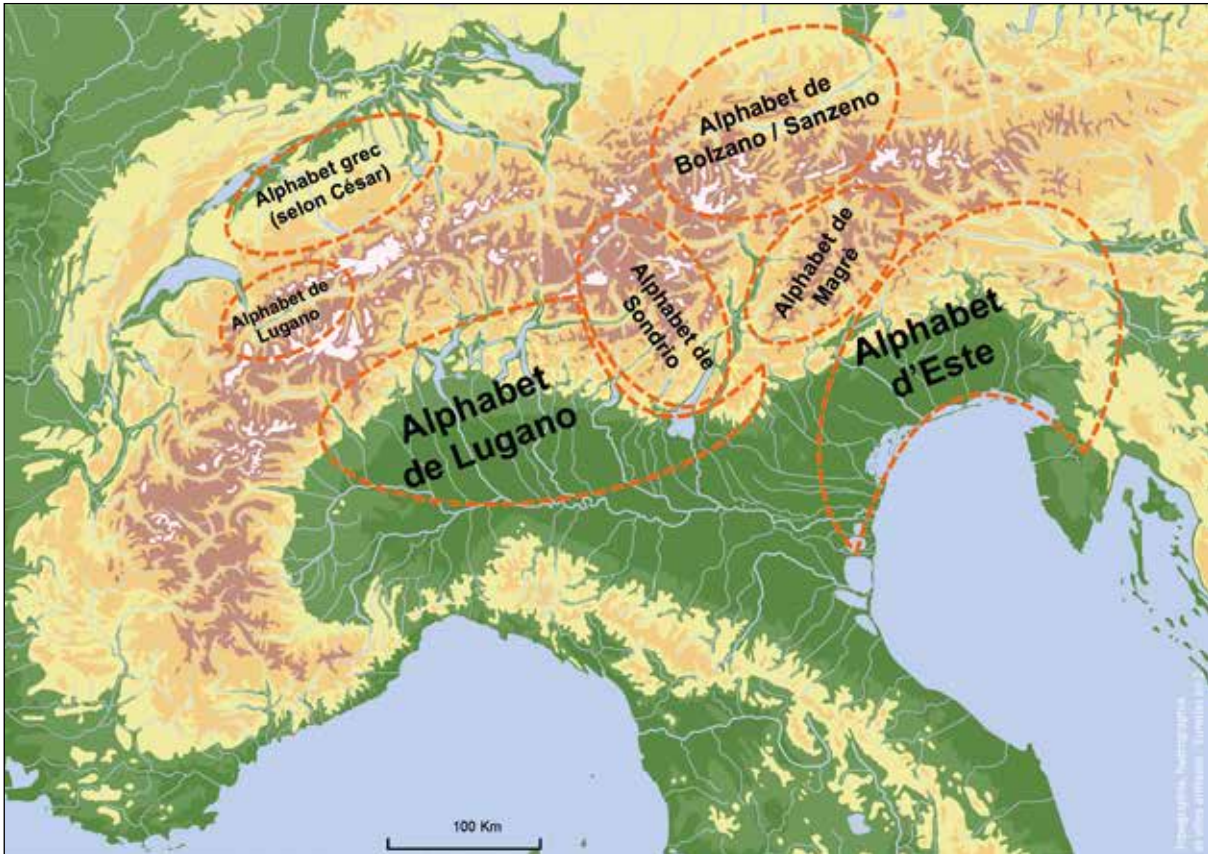 Alphabet de
Bolzano / Sanzeno
Alphabet grec
(selon César)
Alphabet de
Lugano
Alphabet de
Sondrio
Alphabet de
Magrè
Alphabet
d'Este
Alphabet
de Lugano
100 Km